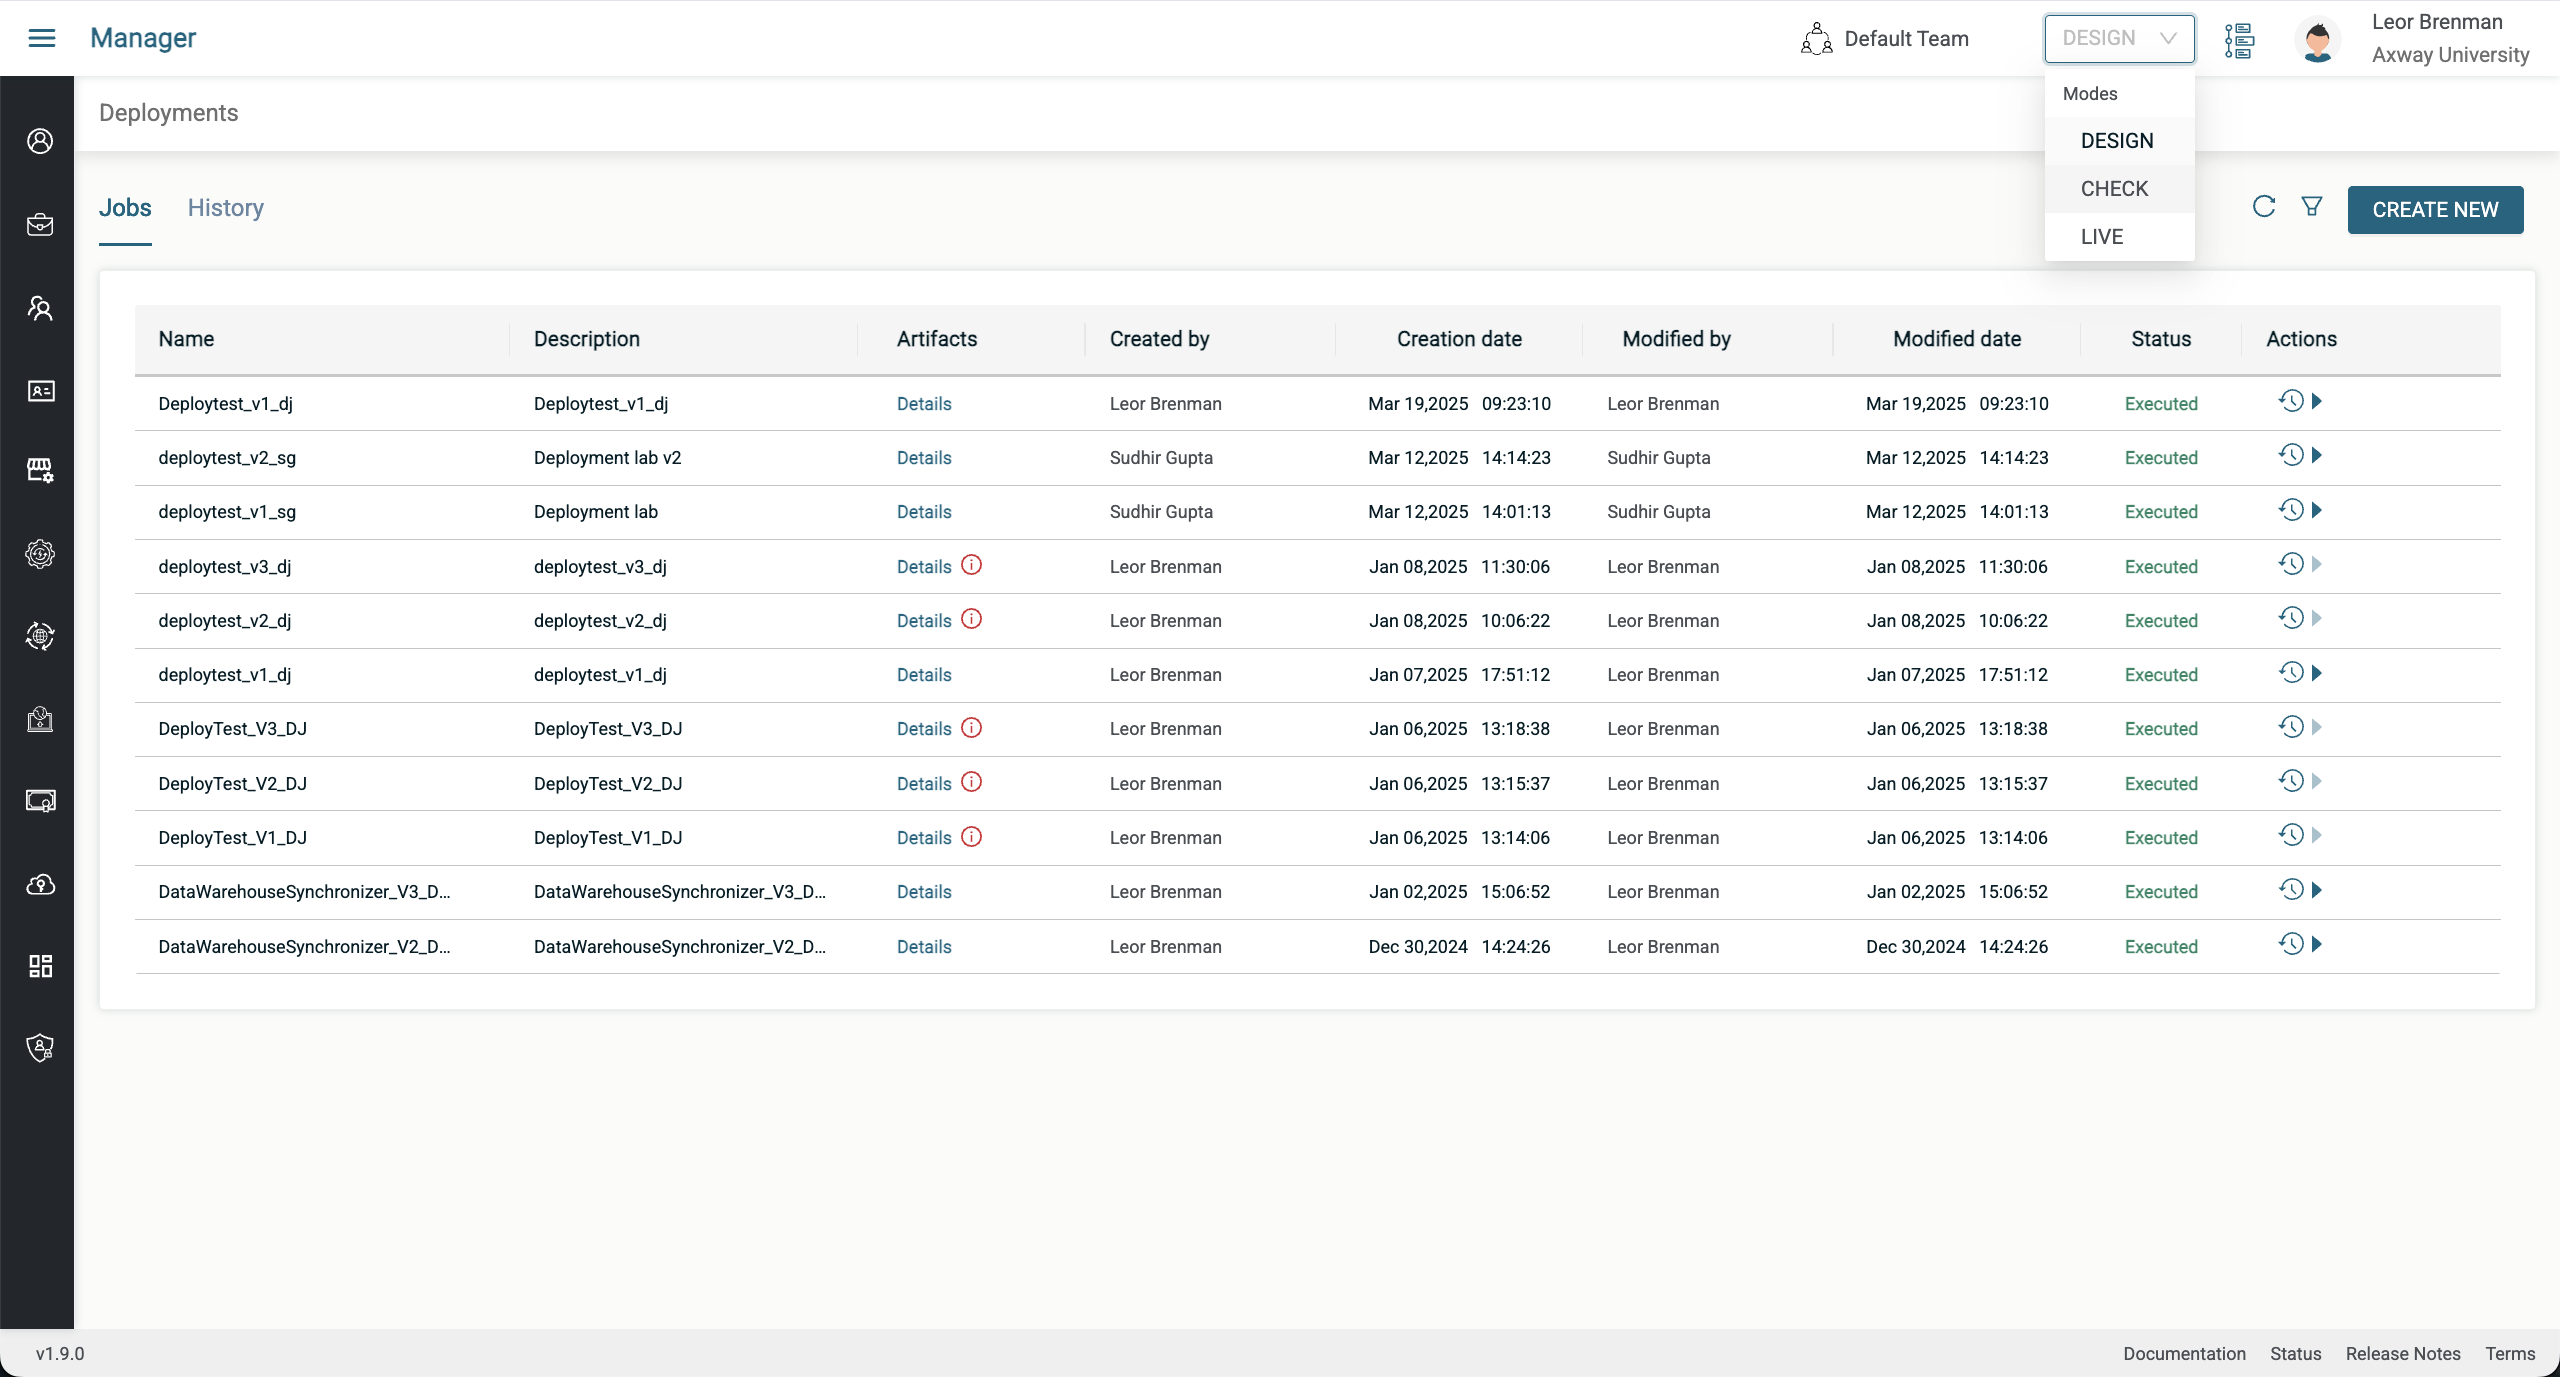 Manager
Default Team
DESIGN
Leor Brenman
Axway University
Deployments
Modes
DESIGN
CHECK
LIVE
Jobs History
CREATE NEW
Name Description Artifacts Created by Creation date Modified by Modified date Status Actions
Deploytest_v1_dj Deploytest_v1_dj Details Leor Brenman Mar 19,2025 09:23:10 Leor Brenman Mar 19,2025 09:23:10 Executed
deploytest_v2_sg Deployment lab v2 Details Sudhir Gupta Mar 12,2025 14:14:23 Sudhir Gupta Mar 12,2025 14:14:23 Executed
deploytest_v1_sg Deployment lab Details Sudhir Gupta Mar 12,2025 14:01:13 Sudhir Gupta Mar 12,2025 14:01:13 Executed
deploytest_v3_dj deploytest_v3_dj Details Leor Brenman Jan 08,2025 11:30:06 Leor Brenman Jan 08,2025 11:30:06 Executed
deploytest_v2_dj deploytest_v2_dj Details Leor Brenman Jan 08,2025 10:06:22 Leor Brenman Jan 08,2025 10:06:22 Executed
deploytest_v1_dj deploytest_v1_dj Details Leor Brenman Jan 07,2025 17:51:12 Leor Brenman Jan 07,2025 17:51:12 Executed
DeployTest_V3_DJ DeployTest_V3_DJ Details Leor Brenman Jan 06,2025 13:18:38 Leor Brenman Jan 06,2025 13:18:38 Executed
DeployTest_V2_DJ DeployTest_V2_DJ Details Leor Brenman Jan 06,2025 13:15:37 Leor Brenman Jan 06,2025 13:15:37 Executed
DeployTest_V1_DJ DeployTest_V1_DJ Details Leor Brenman Jan 06,2025 13:14:06 Leor Brenman Jan 06,2025 13:14:06 Executed
DataWarehouseSynchronizer_V3_D... DataWarehouseSynchronizer_V3_D... Details Leor Brenman Jan 02,2025 15:06:52 Leor Brenman Jan 02,2025 15:06:52 Executed
DataWarehouseSynchronizer_V2_D... DataWarehouseSynchronizer_V2_D... Details Leor Brenman Dec 30,2024 14:24:26 Leor Brenman Dec 30,2024 14:24:26 Executed
v1.9.0
Documentation Status Release Notes Terms